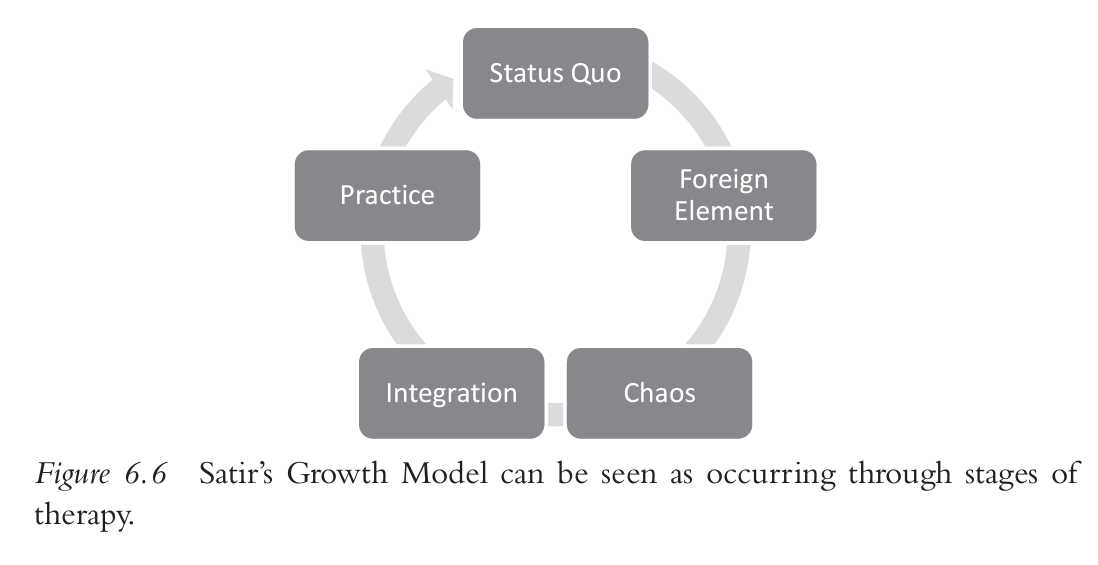 Status Quo
Foreign
Element
Chaos
Integration
Practice
Figure 6.6 Satir’s Growth Model can be seen as occurring through stages of
therapy.